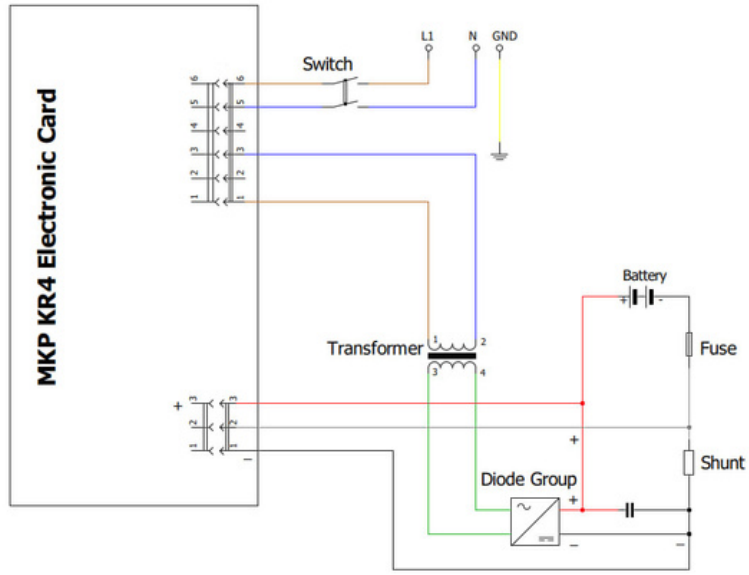 L1 N GND
Switch
6 6
5 5
4 4
3 3
2 2
1 1
MKP KR4 Electronic Card
Battery
+ -
Transformer
1 2
3 4
Fuse
+ 3 3
2 2
1 1
−
+
Shunt
Diode Group
+
− −